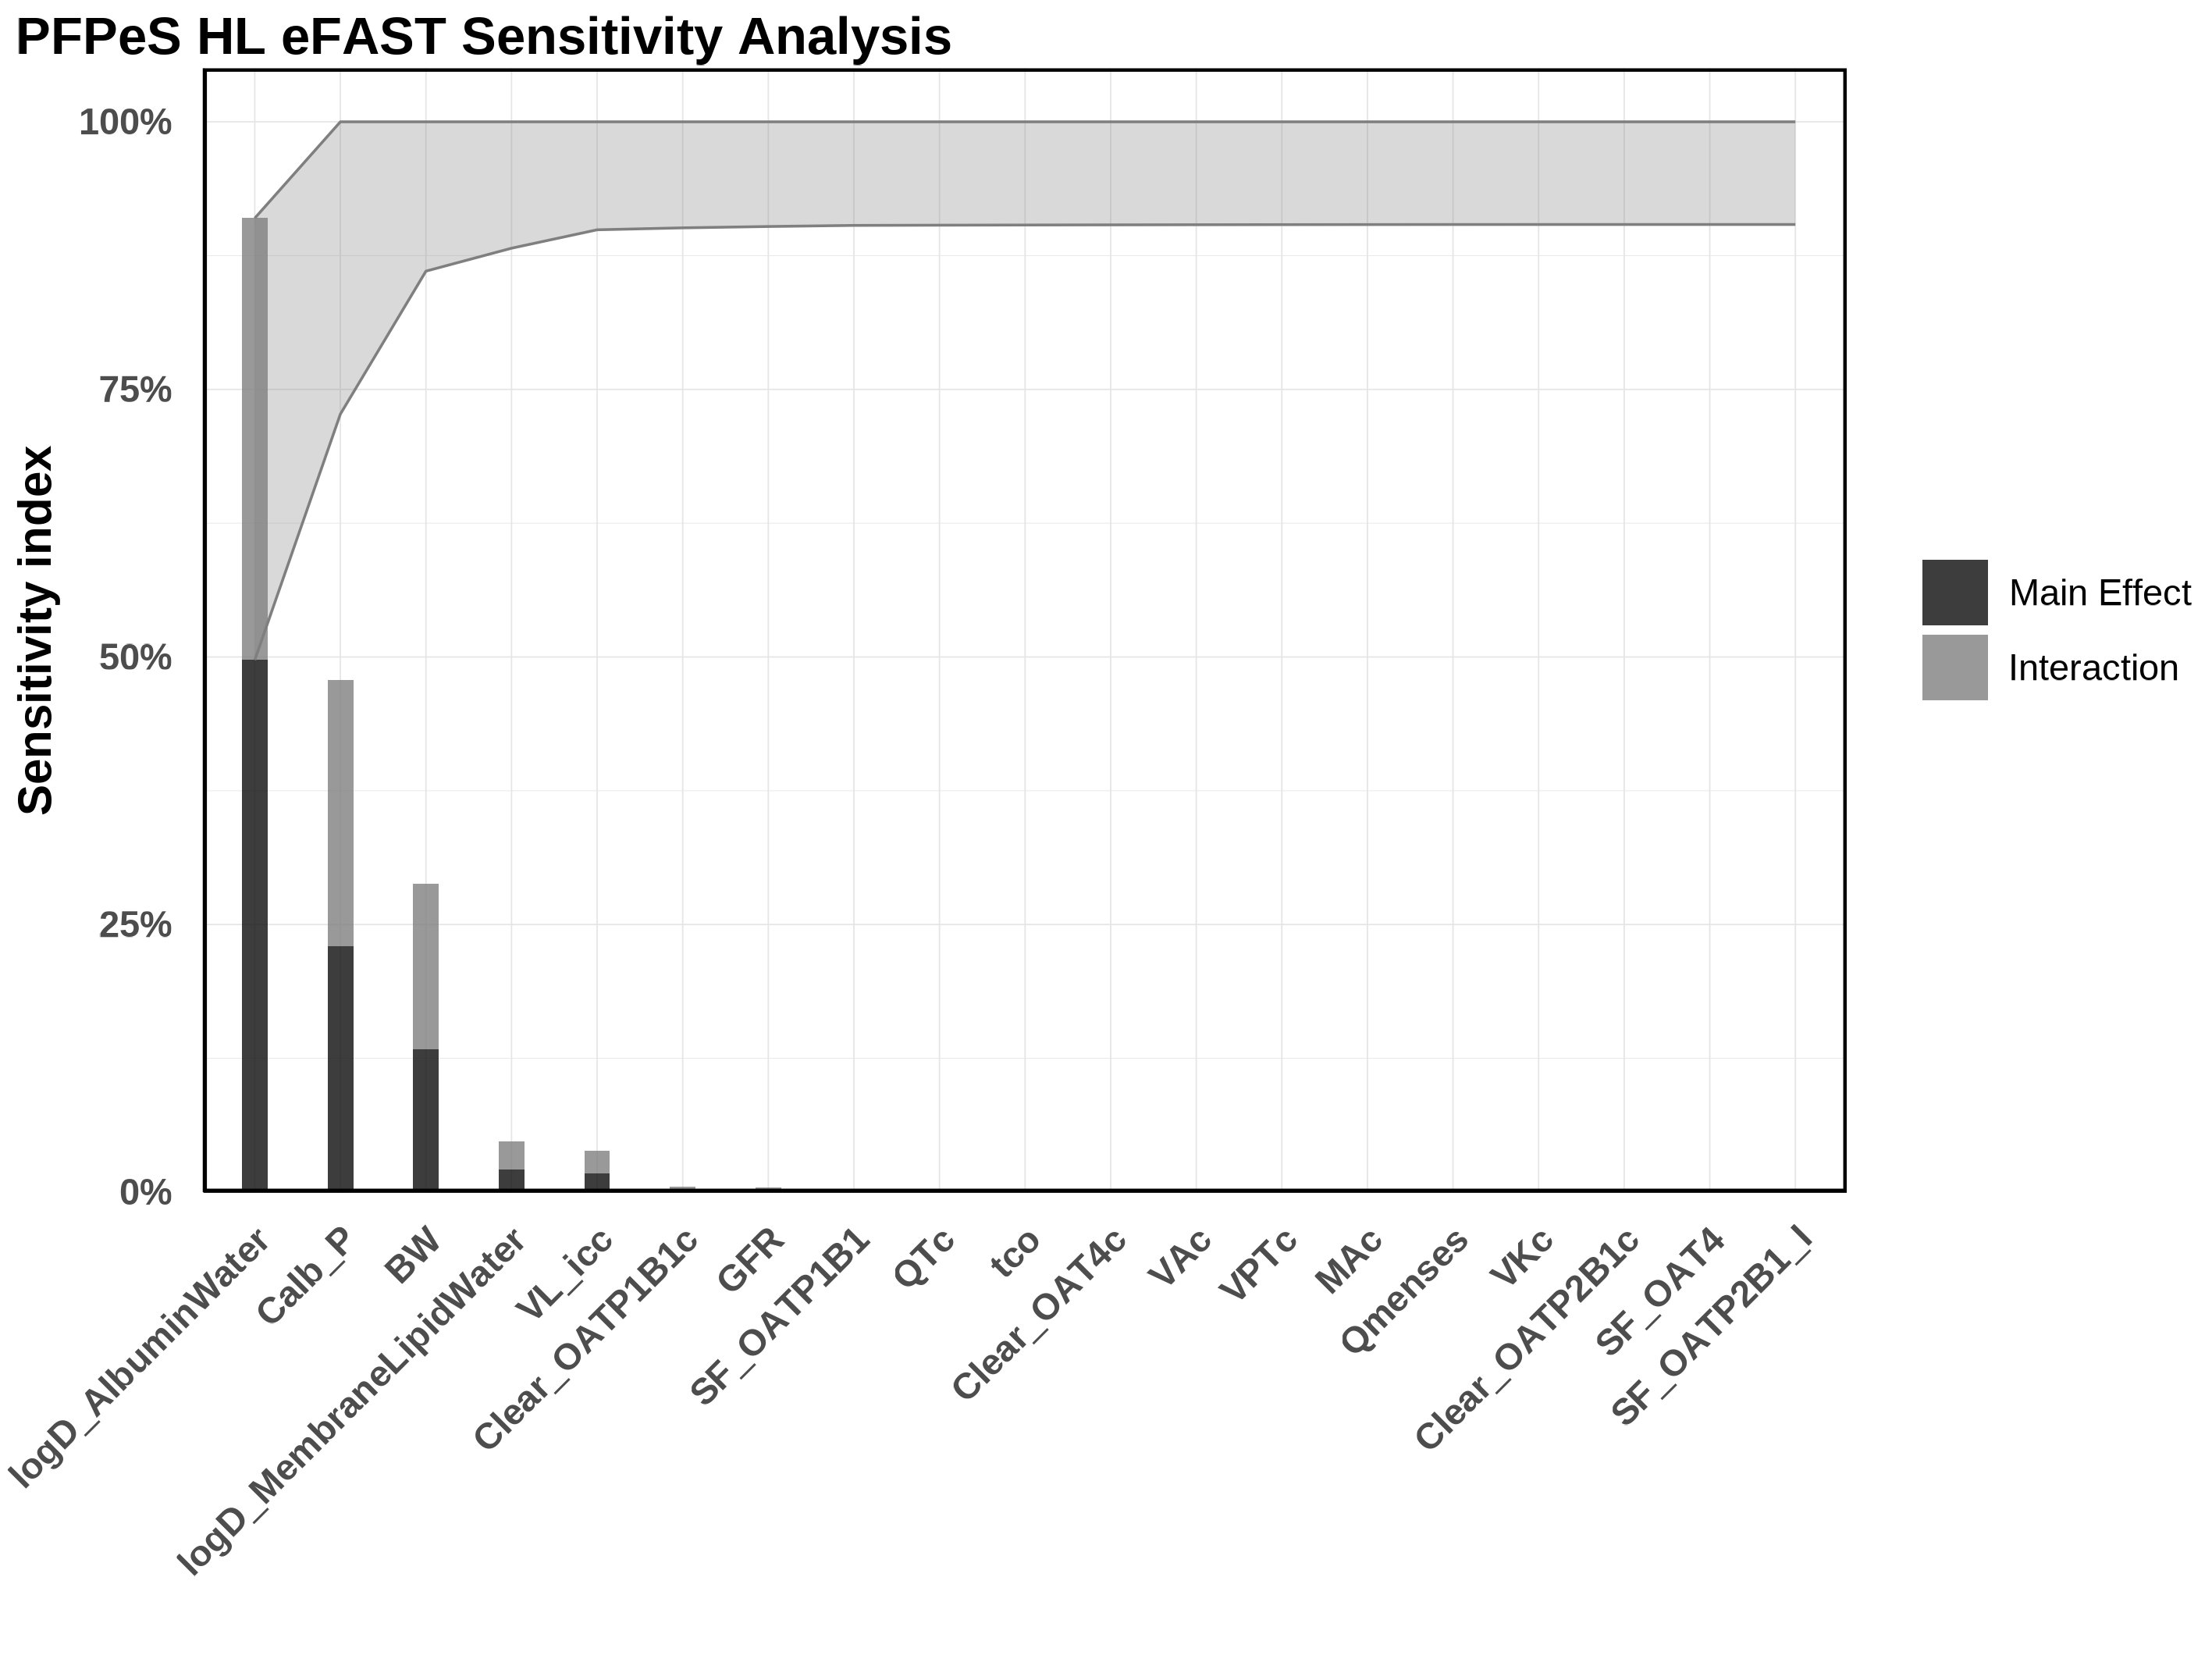 PFPeS HL eFAST Sensitivity Analysis
Sensitivity index
100%
75%
50%
25%
0%
logD_AlbuminWater
Calb_P
BW
logD_MembraneLipidWater
VL_icc
Clear_OATP1B1c
GFR
SF_OATP1B1
QTc
tco
Clear_OAT4c
VAc
VPTc
MAc
Qmenses
VKc
Clear_OATP2B1c
SF_OAT4
SF_OATP2B1_l
Main Effect
Interaction